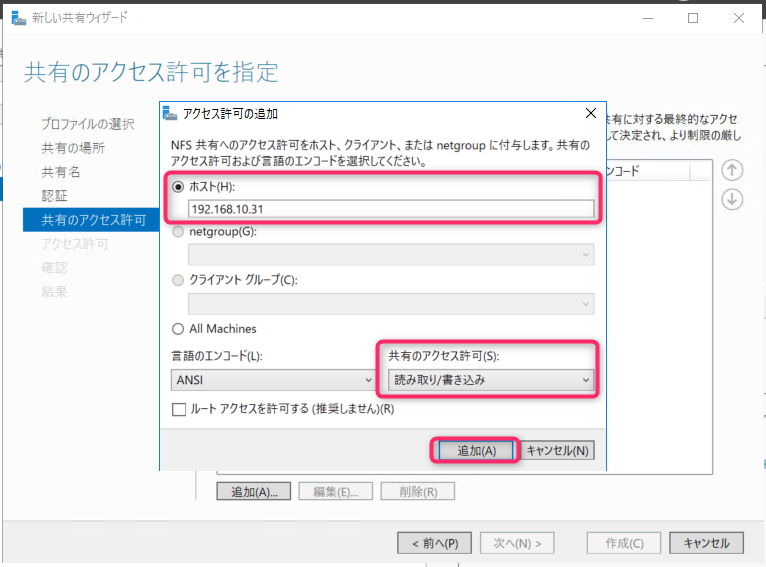 新しい共有ウィザード
共有のアクセス許可を指定
プロファイルの選択
共有の場所
共有名
認証
共有のアクセス許可
アクセス許可
確認
結果
有に対する最終的なアクセ
て決定され、より制限の厳し
ンコード
アクセス許可の追加
NFS 共有へのアクセス許可をホスト、クライアント、または netgroup に付与します。共有の
アクセス許可および言語のエンコードを選択してください。
ホスト(H):
192.168.10.31
netgroup(G):
クライアント グループ(C):
All Machines
言語のエンコード(L):
共有のアクセス許可(S):
ANSI
読み取り/書き込み
ルート アクセスを許可する (推奨しません)(R)
追加(A)
キャンセル(N)
追加(A)...
編集(E)...
削除(R)
< 前へ(P)
次へ(N) >
作成(C)
キャンセル